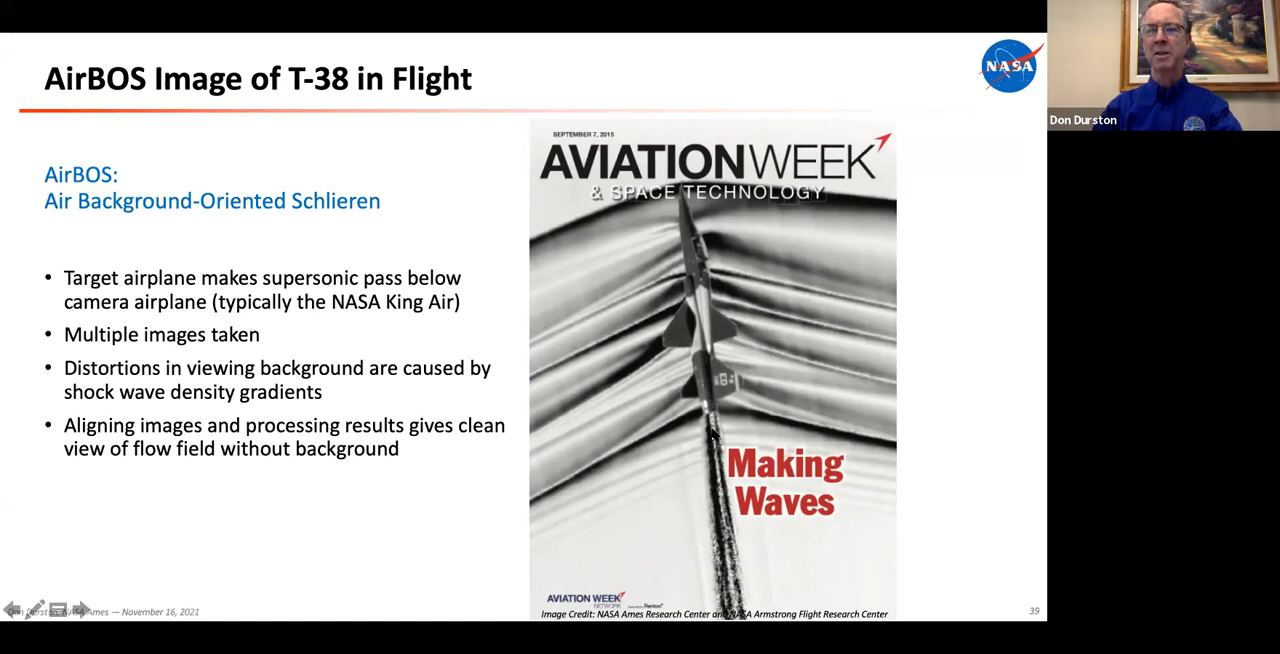 AirBOS Image of T-38 in Flight
NASA
Don Durston
AirBOS:
Air Background-Oriented Schlieren
• Target airplane makes supersonic pass below
camera airplane (typically the NASA King Air)
• Multiple images taken
• Distortions in viewing background are caused by
shock wave density gradients
• Aligning images and processing results gives clean
view of flow field without background
SEPTEMBER 7, 2015
AVIATION WEEK
& SPACE TECHNOLOGY
Making
Waves
AVIATION WEEK
NETWORK
Image Credit: NASA Ames Research Center and NASA Armstrong Flight Research Center
Don Durston, NASA Ames — November 16, 2021
39